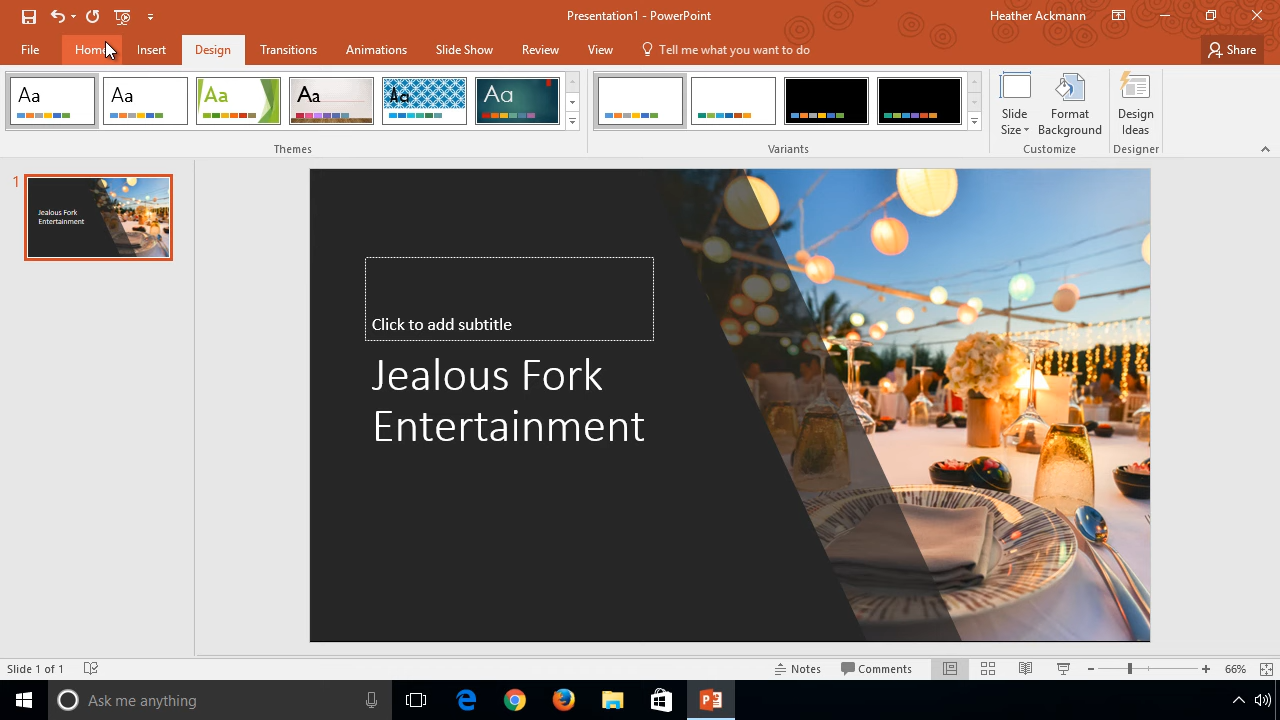 Presentation1 - PowerPoint
Heather Ackmann
File Home Insert Design Transitions Animations Slide Show Review View Tell me what you want to do Share
Aa Aa Aa Aa Aa Aa
Slide Size
Format Background
Design Ideas
Themes Variants Customize Designer
1
Jealous Fork
Entertainment
Click to add subtitle
Jealous Fork
Entertainment
Slide 1 of 1 Notes Comments 66%
Ask me anything